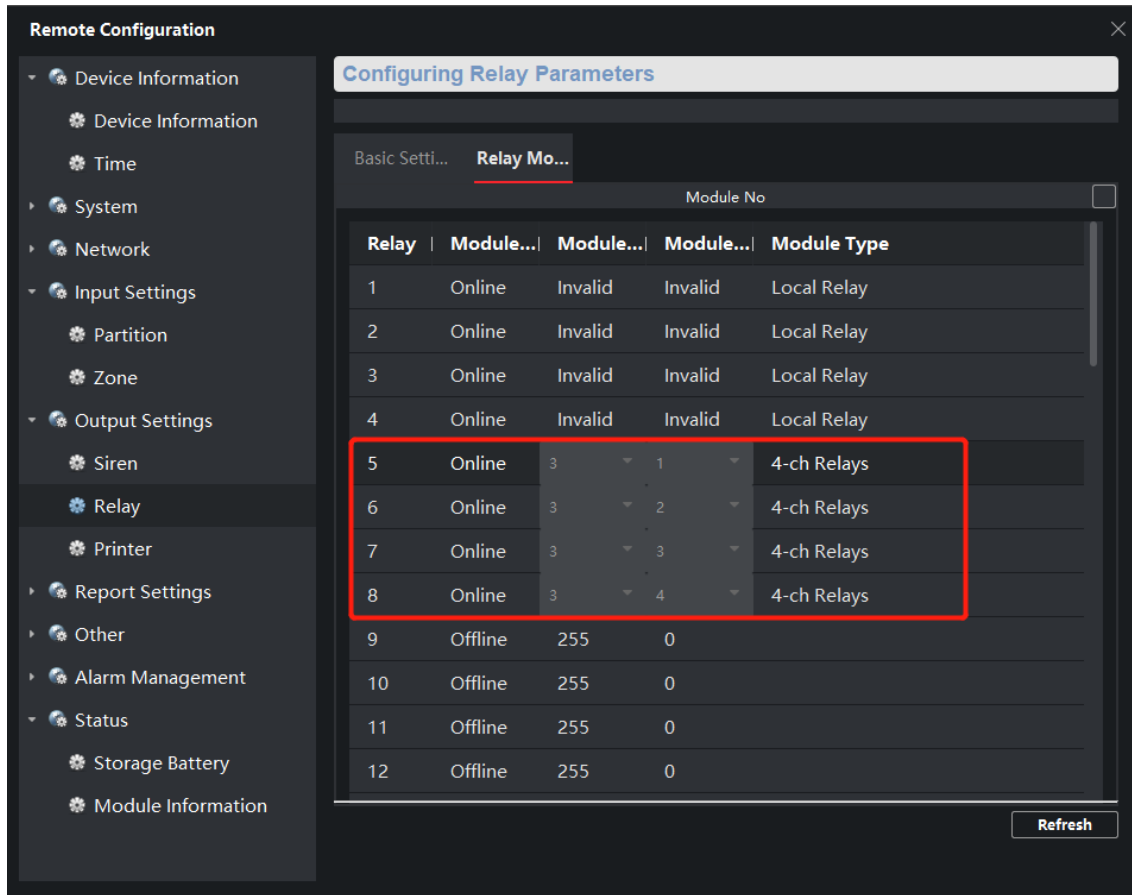 Remote Configuration
Device Information
Device Information
Time
System
Network
Input Settings
Partition
Zone
Output Settings
Siren
Relay
Printer
Report Settings
Other
Alarm Management
Status
Storage Battery
Module Information
Configuring Relay Parameters
Basic Setti... Relay Mo...
Module No
Relay Module... Module... Module... Module Type
1 Online Invalid Invalid Local Relay
2 Online Invalid Invalid Local Relay
3 Online Invalid Invalid Local Relay
4 Online Invalid Invalid Local Relay
5 Online 3 1 4-ch Relays
6 Online 3 2 4-ch Relays
7 Online 3 3 4-ch Relays
8 Online 3 4 4-ch Relays
9 Offline 255 0
10 Offline 255 0
11 Offline 255 0
12 Offline 255 0
Refresh